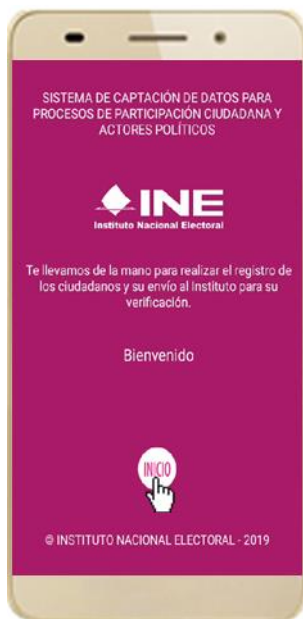 SISTEMA DE CAPTACIÓN DE DATOS PARA
PROCESOS DE PARTICIPACIÓN CIUDADANA Y
ACTORES POLÍTICOS
INE
Instituto Nacional Electoral
Te llevamos de la mano para realizar el registro de
los ciudadanos y su envío al Instituto para su
verificación.
Bienvenido
INICIO
© INSTITUTO NACIONAL ELECTORAL - 2019